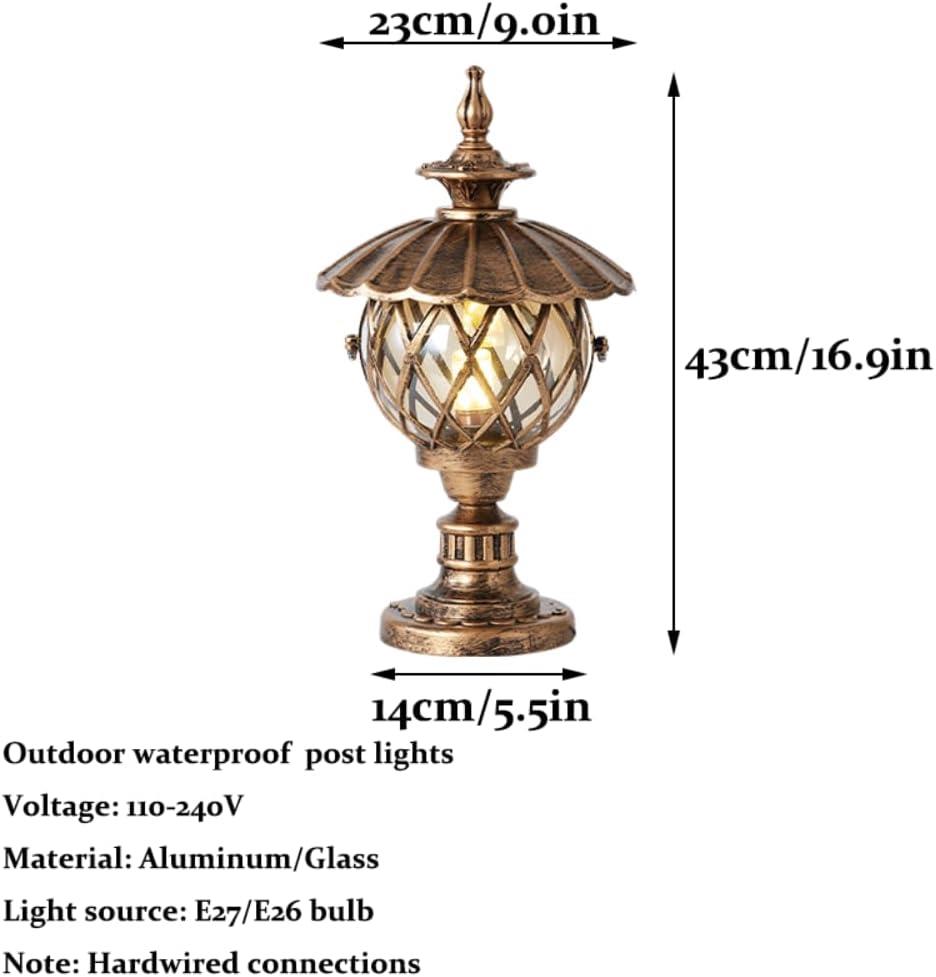 23cm/9.0in
43cm/16.9in
14cm/5.5in
Outdoor waterproof post lights
Voltage: 110-240V
Material: Aluminum/Glass
Light source: E27/E26 bulb
Note: Hardwired connections